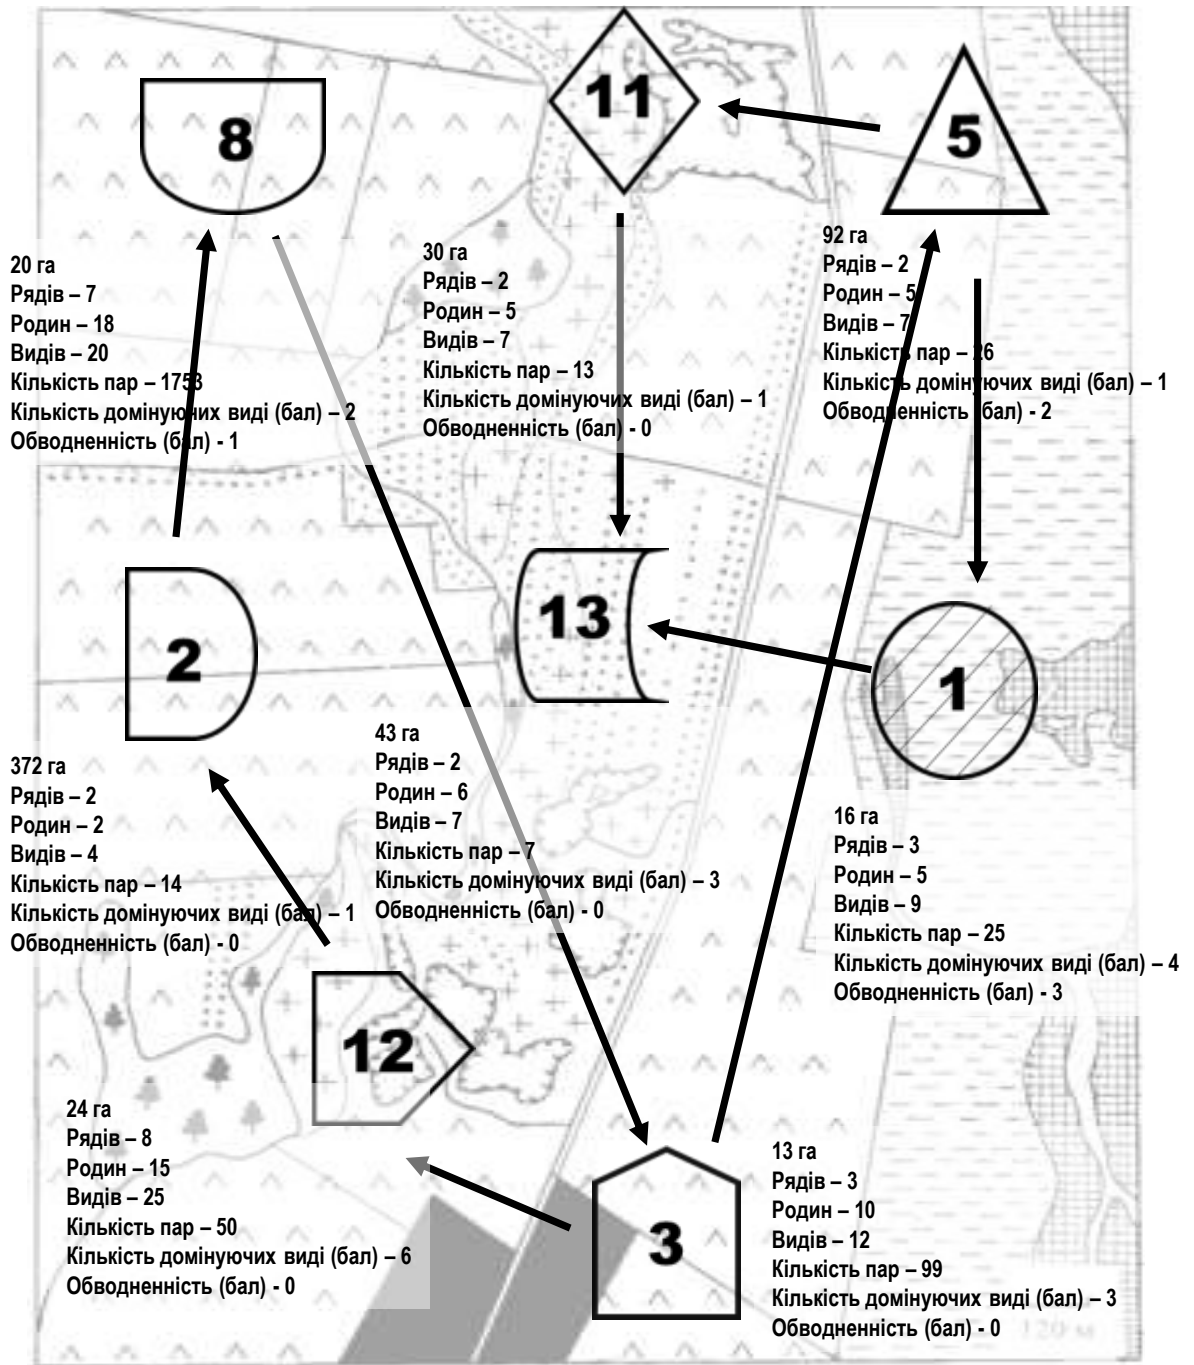 8
11
5
20 га
Рядів – 7
Родин – 18
Видів – 20
Кількість пар – 1753
Кількість домінуючих виді (бал) – 2
Обводненність (бал) - 1
30 га
Рядів – 2
Родин – 5
Видів – 7
Кількість пар – 13
Кількість домінуючих виді (бал) – 1
Обводненність (бал) - 0
92 га
Рядів – 2
Родин – 5
Видів – 7
Кількість пар – 26
Кількість домінуючих виді (бал) – 1
Обводненність (бал) - 2
2
13
1
372 га
Рядів – 2
Родин – 2
Видів – 4
Кількість пар – 14
Кількість домінуючих виді (бал) – 1
Обводненність (бал) - 0
43 га
Рядів – 2
Родин – 6
Видів – 7
Кількість пар – 7
Кількість домінуючих виді (бал) – 3
Обводненність (бал) - 0
16 га
Рядів – 3
Родин – 5
Видів – 9
Кількість пар – 25
Кількість домінуючих виді (бал) – 4
Обводненність (бал) - 3
12
24 га
Рядів – 8
Родин – 15
Видів – 25
Кількість пар – 50
Кількість домінуючих виді (бал) – 6
Обводненність (бал) - 0
3
13 га
Рядів – 3
Родин – 10
Видів – 12
Кількість пар – 99
Кількість домінуючих виді (бал) – 3
Обводненність (бал) - 0
120 м